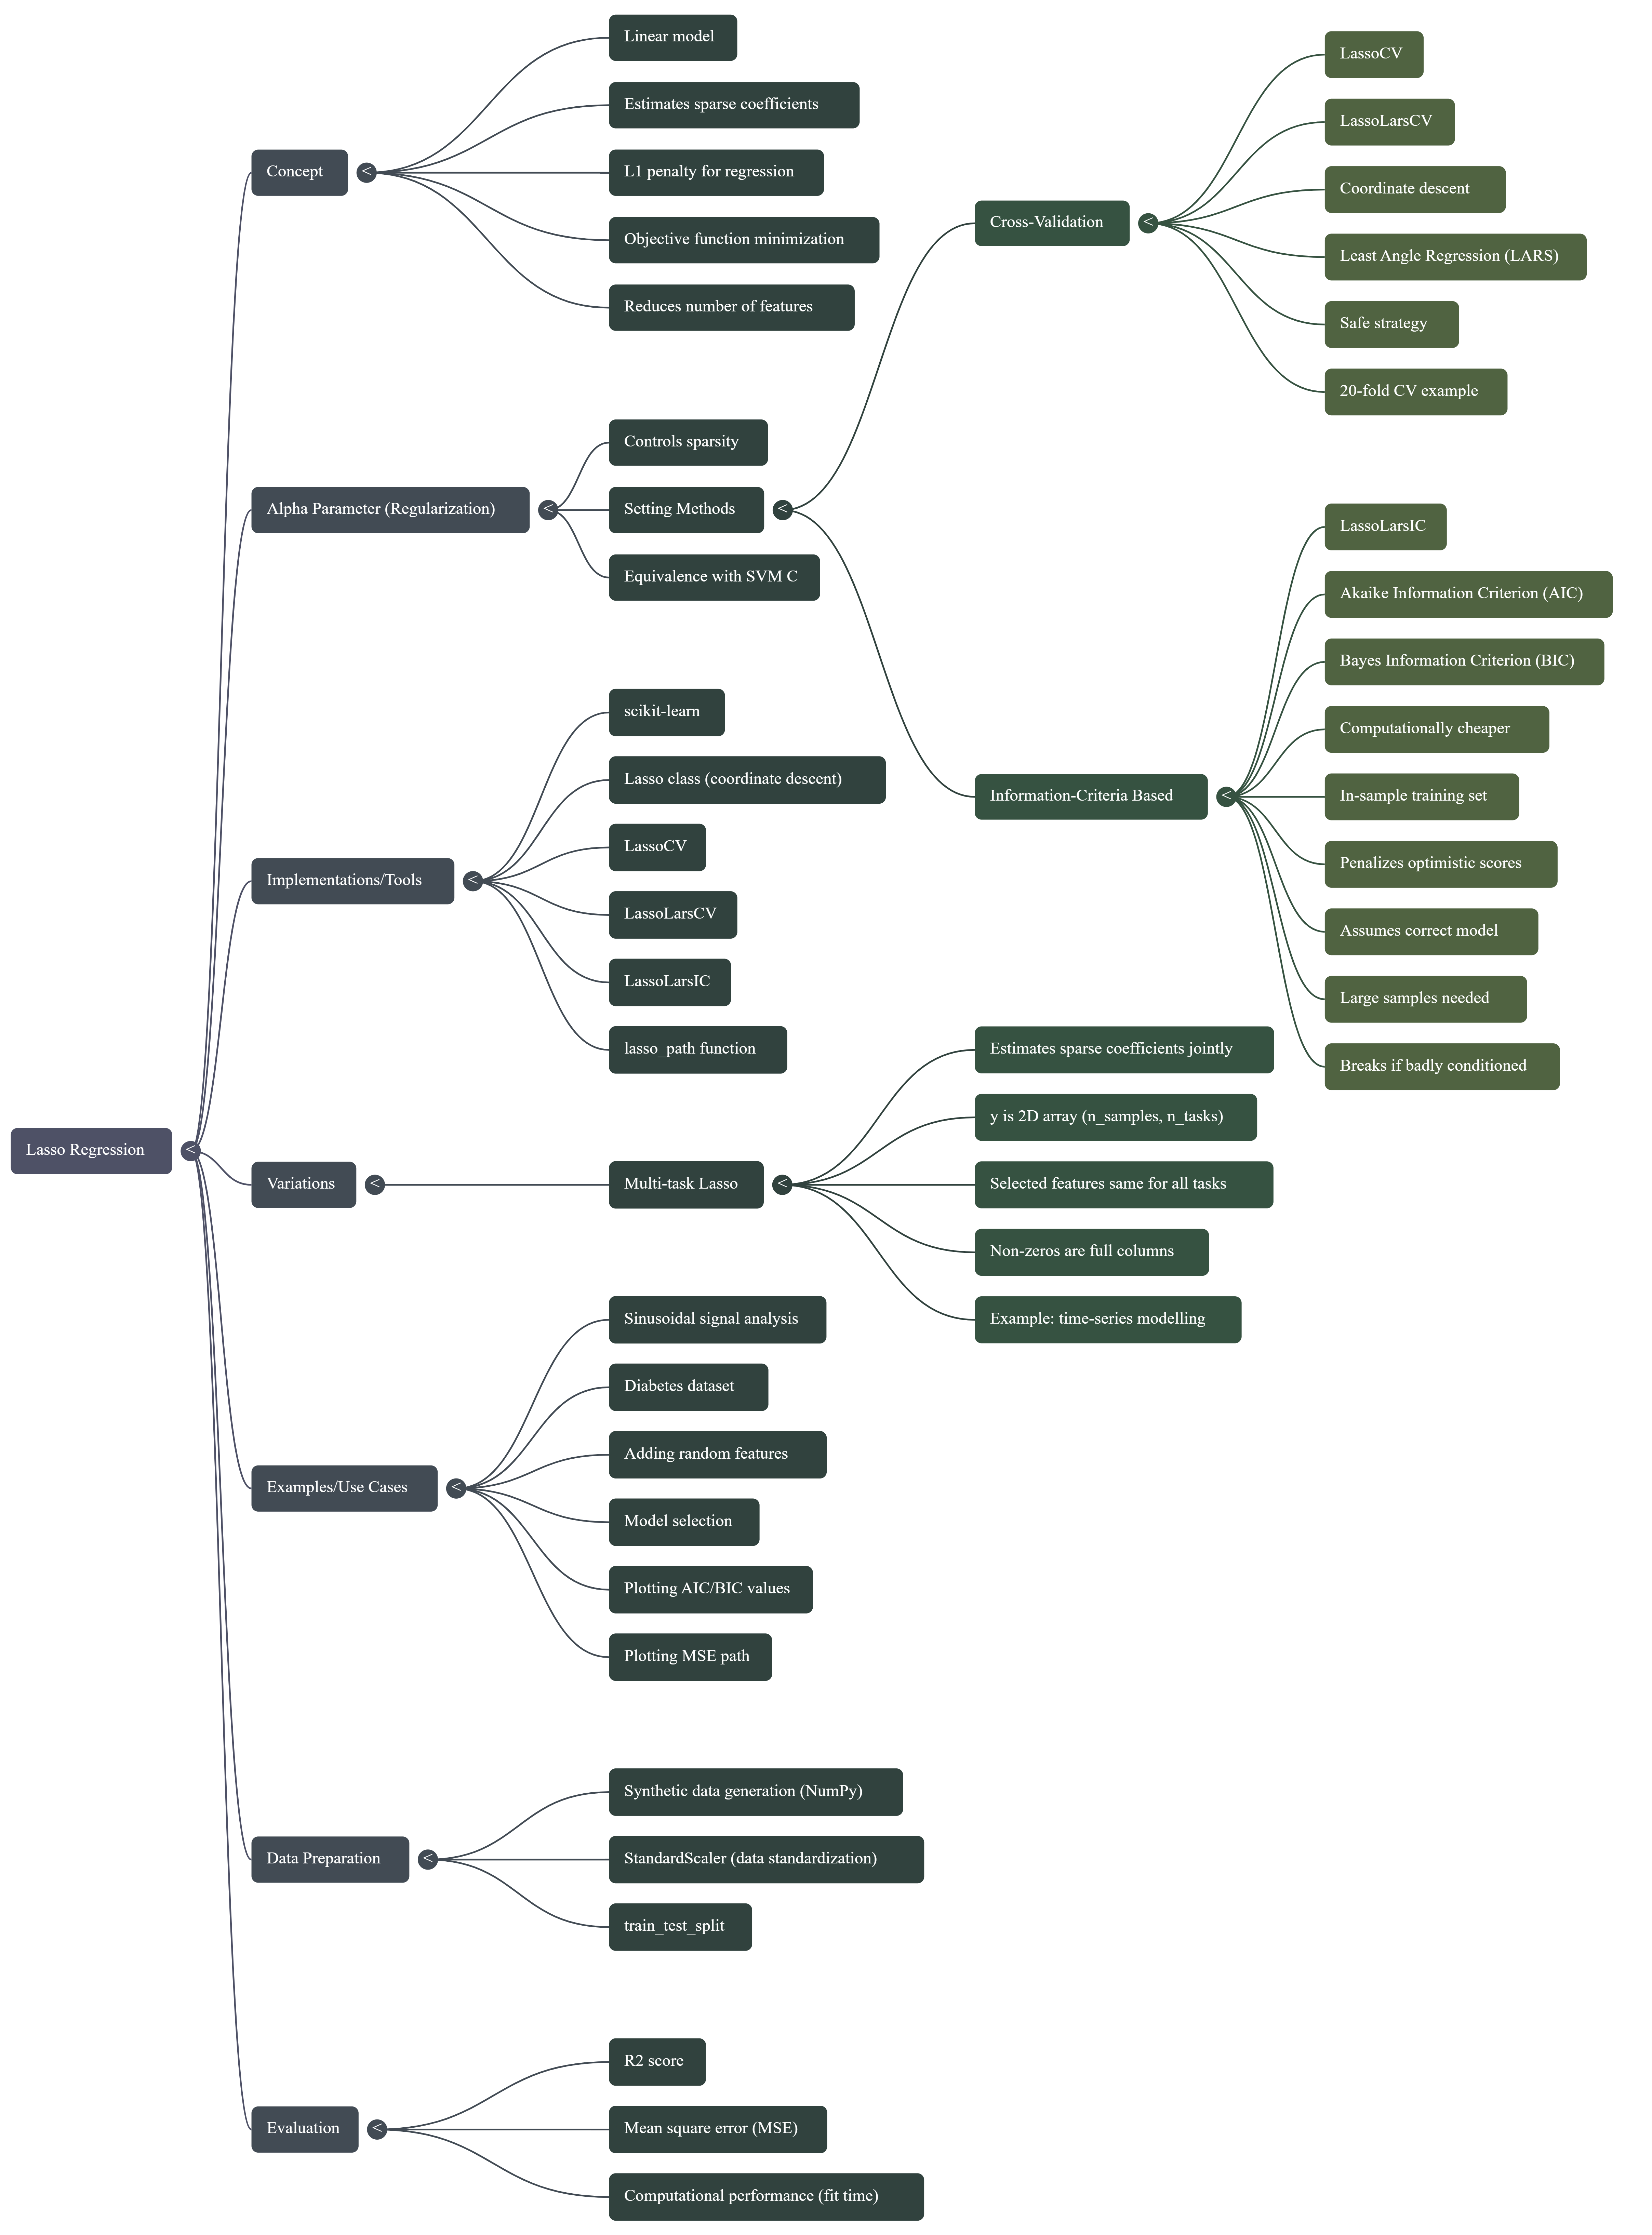 Lasso Regression
Concept
Linear model
Estimates sparse coefficients
L1 penalty for regression
Objective function minimization
Reduces number of features
Alpha Parameter (Regularization)
Controls sparsity
Setting Methods
Cross-Validation
LassoCV
LassoLarsCV
Coordinate descent
Least Angle Regression (LARS)
Safe strategy
20-fold CV example
Information-Criteria Based
LassoLarsIC
Akaike Information Criterion (AIC)
Bayes Information Criterion (BIC)
Computationally cheaper
In-sample training set
Penalizes optimistic scores
Assumes correct model
Large samples needed
Breaks if badly conditioned
Equivalence with SVM C
Implementations/Tools
scikit-learn
Lasso class (coordinate descent)
LassoCV
LassoLarsCV
LassoLarsIC
lasso_path function
Variations
Multi-task Lasso
Estimates sparse coefficients jointly
y is 2D array (n_samples, n_tasks)
Selected features same for all tasks
Non-zeros are full columns
Example: time-series modelling
Examples/Use Cases
Sinusoidal signal analysis
Diabetes dataset
Adding random features
Model selection
Plotting AIC/BIC values
Plotting MSE path
Data Preparation
Synthetic data generation (NumPy)
StandardScaler (data standardization)
train_test_split
Evaluation
R2 score
Mean square error (MSE)
Computational performance (fit time)